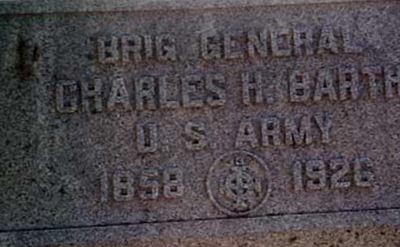 BRIG GENERAL
CHARLES H. BARTH
U. S. ARMY
1858 1926